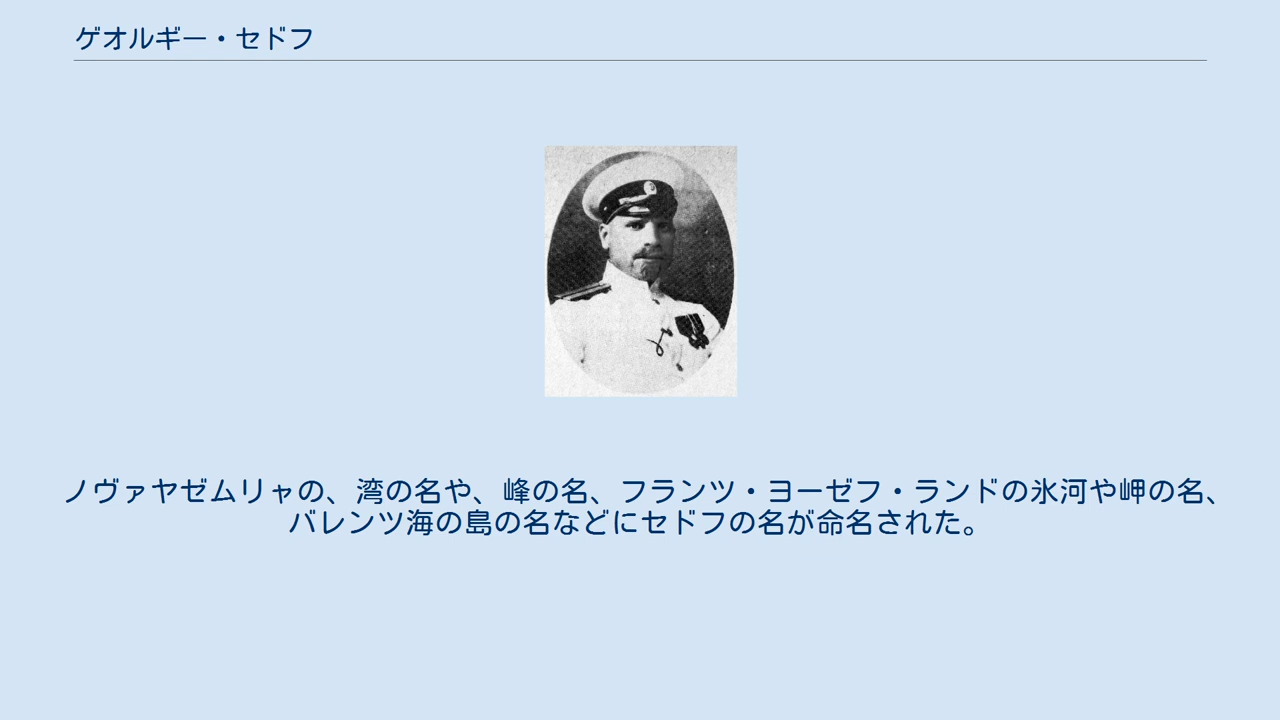 ゲオルギー・セドフ
ノヴァヤゼムリャの、湾の名や、峰の名、フランツ・ヨーゼフ・ランドの氷河や岬の名、
バレンツ海の島の名などにセドフの名が命名された。